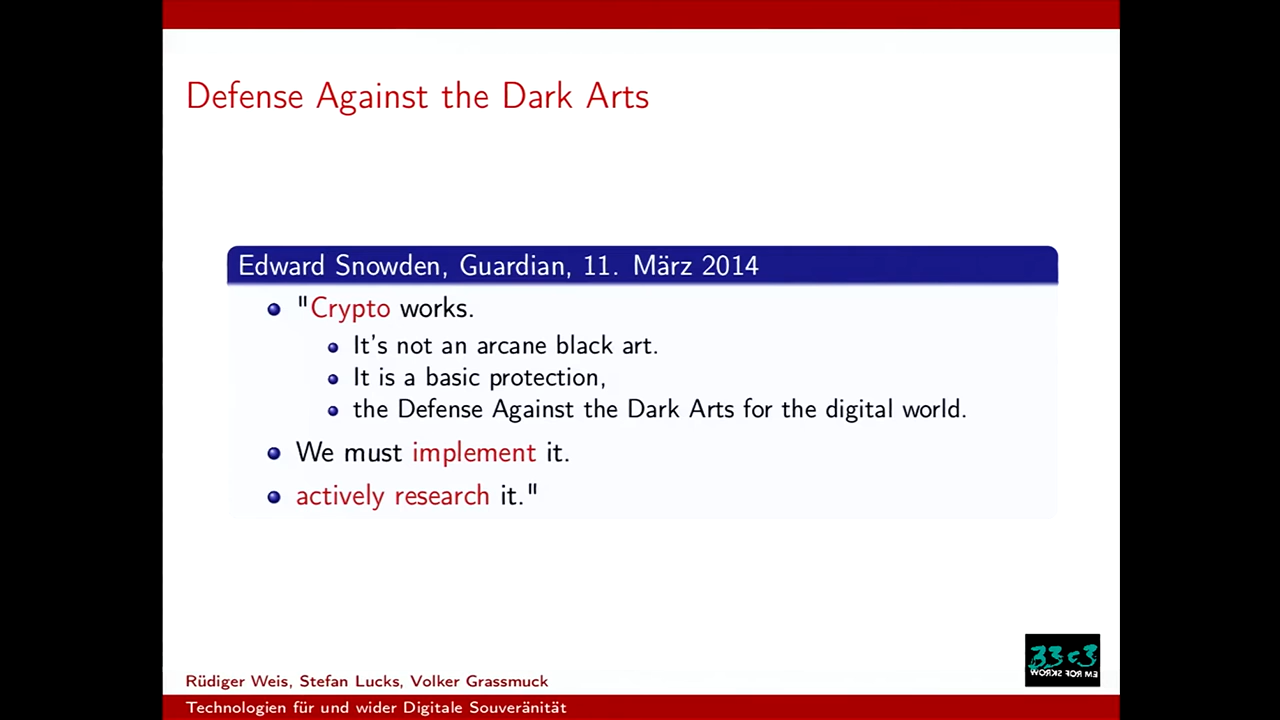 Defense Against the Dark Arts
Edward Snowden, Guardian, 11. März 2014
"Crypto works.
It's not an arcane black art.
It is a basic protection,
the Defense Against the Dark Arts for the digital world.
We must implement it.
actively research it."
33c3
WORKS FOR ME
Rüdiger Weis, Stefan Lucks, Volker Grassmuck
Technologien für und wider Digitale Souveränität